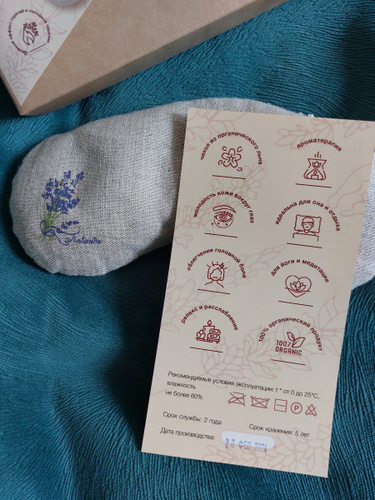 чехол из органического льна
ароматерапия
молодость кожи вокруг глаз
идеальна для сна и отдыха
облегчение головной боли
для йоги и медитации
релакс и расслабление
100% органический продукт
100%
ORGANIC
Рекомендуемые условия эксплуатации: t ° от 0 до 25°С,
влажность
не более 60%
Срок службы: 2 года
Срок хранения: 5 лет
Дата производства: